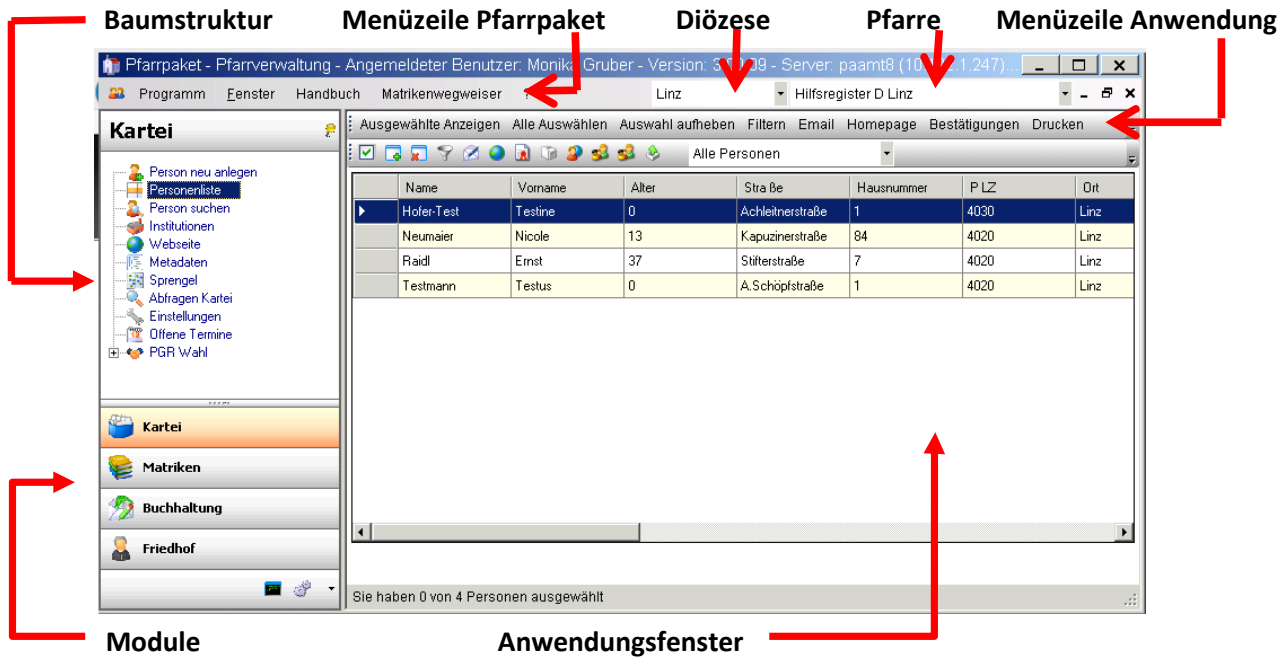 Baumstruktur Menüzeile Pfarrpaket Diözese Pfarre Menüzeile Anwendung
Pfarrpaket - Pfarrverwaltung - Angemeldeter Benutzer: Monika Gruber - Version: - Server: paamt8
Programm Fenster Handbuch Matrikenwegweiser ? Linz Hilfsregister D Linz
Kartei
Ausgewählte Anzeigen Alle Auswählen Auswahl aufheben Filtern Email Homepage Bestätigungen Drucken
Alle Personen
Person neu anlegen
Personenliste
Person suchen
Institutionen
Webseite
Metadaten
Sprengel
Abfragen Kartei
Einstellungen
Offene Termine
PGR Wahl
Name Vorname Alter Straße Hausnummer PLZ Ort
Hofer-Test Testine 0 Achleitnerstraße 1 4030 Linz
Neumaier Nicole 13 Kapuzinerstraße 84 4020 Linz
Raidl Ernst 37 Stifterstraße 7 4020 Linz
Testmann Testus 0 A.Schöpfstraße 1 4020 Linz
Kartei
Matriken
Buchhaltung
Friedhof
Sie haben 0 von 4 Personen ausgewählt
Module Anwendungsfenster